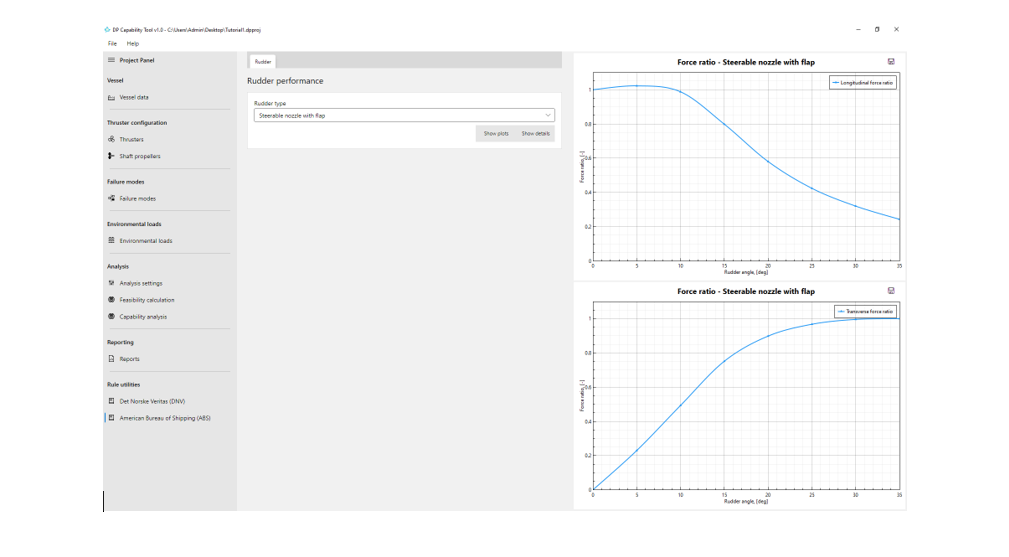 DP Capability Tool v1.0 - C:\Users\Admin\Desktop\Tutorial1.dpproj
File Help
Project Panel
Vessel
Vessel data
Thruster configuration
Thrusters
Shaft propellers
Failure modes
Failure modes
Environmental loads
Environmental loads
Analysis
Analysis settings
Feasibility calculation
Capability analysis
Reporting
Reports
Rule utilities
Det Norske Veritas (DNV)
American Bureau of Shipping (ABS)
Rudder
Rudder performance
Rudder type
Steerable nozzle with flap
Show plots Show details
Force ratio - Steerable nozzle with flap
Longitudinal force ratio
Force ratio, [-]
1
0.8
0.6
0.4
0.2
0
0 5 10 15 20 25 30 35
Rudder angle, [deg]
Force ratio - Steerable nozzle with flap
Transverse force ratio
Force ratio, [-]
1
0.8
0.6
0.4
0.2
0
0 5 10 15 20 25 30 35
Rudder angle, [deg]